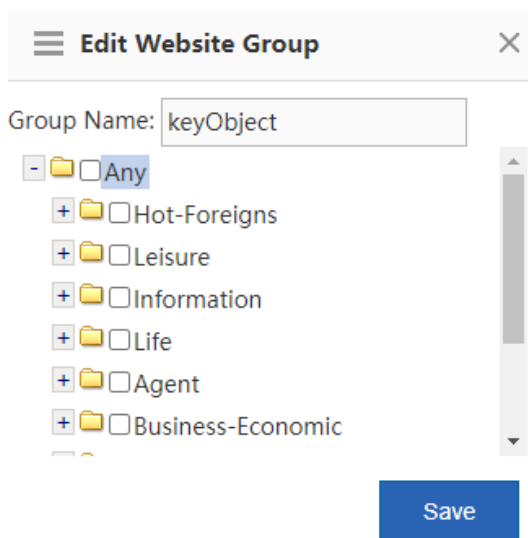 Edit Website Group
Group Name: keyObject
Any
Hot-Foreigns
Leisure
Information
Life
Agent
Business-Economic
Save